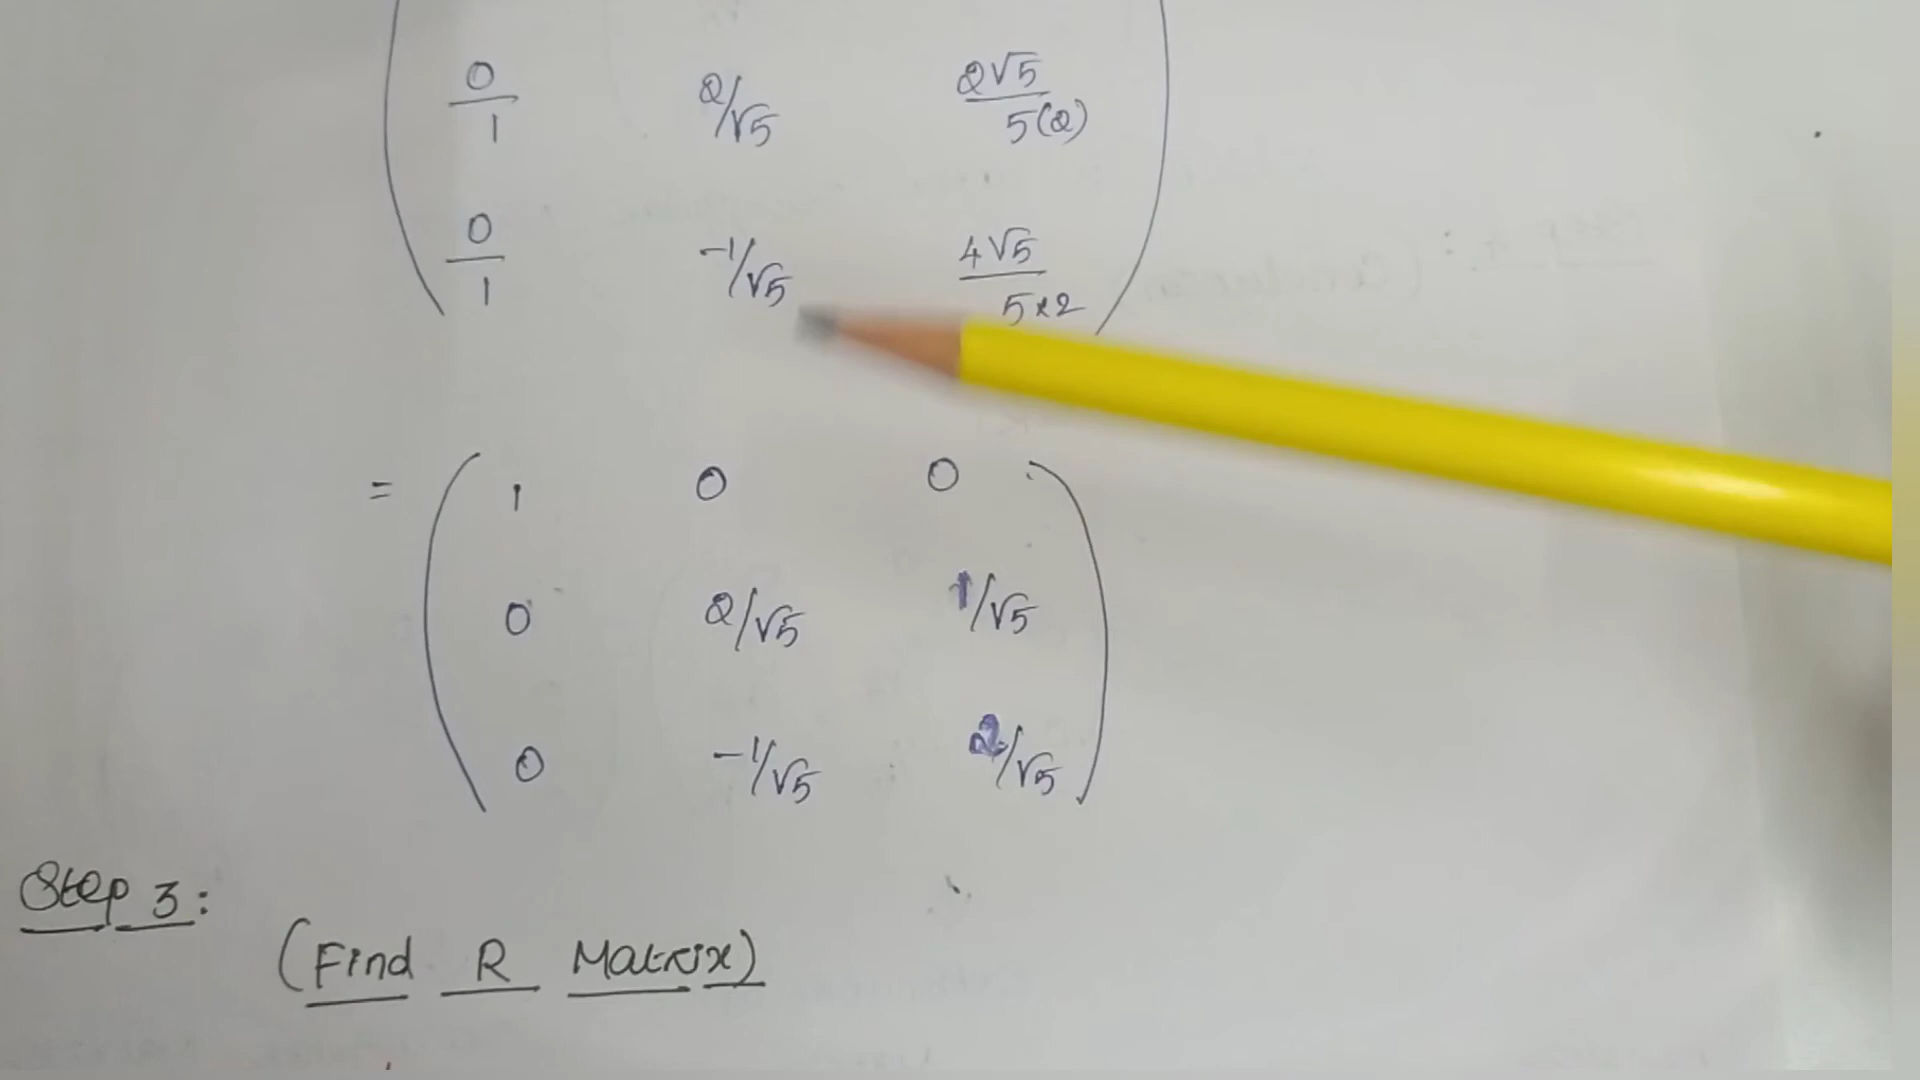 0/1 2/√5 2√5/5(2)
0/1 -1/√5 4√5/5×2
= ( 1 0 0
0 2/√5 1/√5
0 -1/√5 2/√5 )
Step 3:
(Find R Matrix)